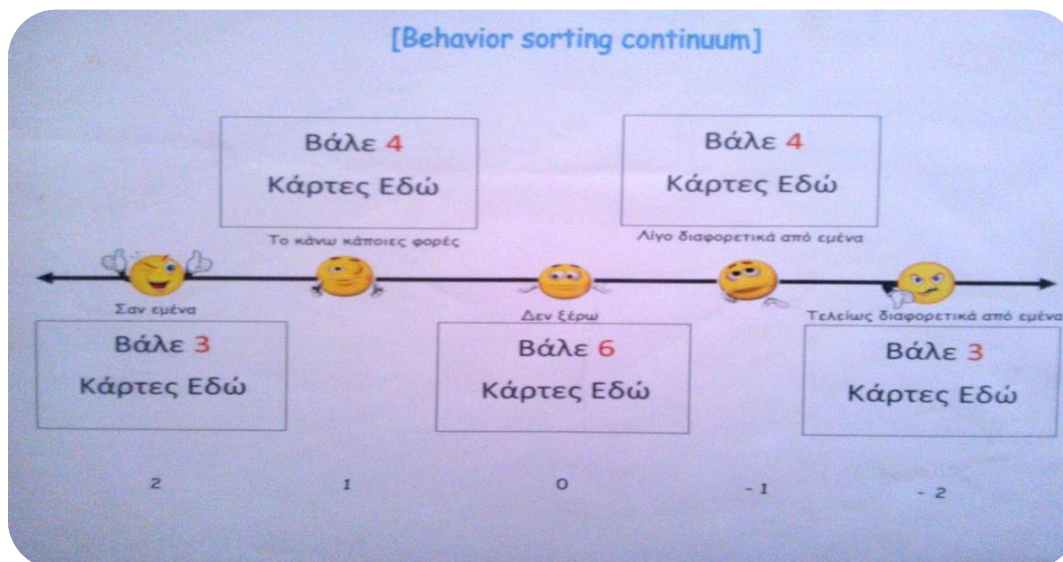 [Behavior sorting continuum]
Βάλε 4
Κάρτες Εδώ
Βάλε 4
Κάρτες Εδώ
Το κάνω κάποιες φορές
Λίγο διαφορετικά από εμένα
Σαν εμένα
Δεν ξέρω
Τελείως διαφορετικά από εμένα
Βάλε 3
Κάρτες Εδώ
Βάλε 6
Κάρτες Εδώ
Βάλε 3
Κάρτες Εδώ
2
1
0
- 1
- 2